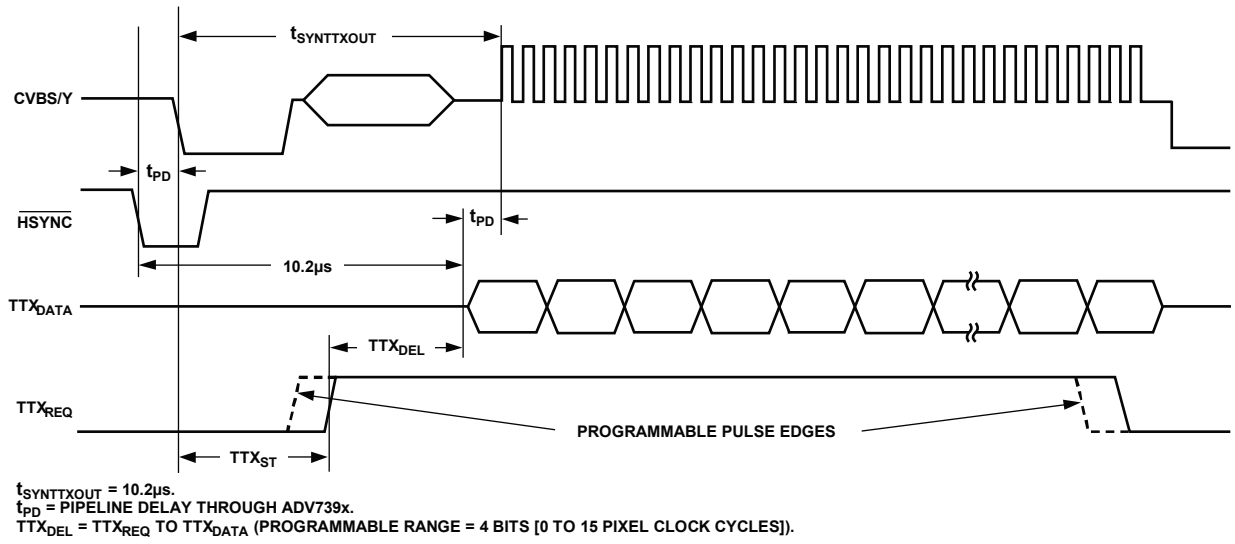 tSYNTTXOUT
CVBS/Y
tPD
HSYNC
tPD
10.2µs
TTXDATA
TTXDEL
TTXREQ
PROGRAMMABLE PULSE EDGES
TTXST
tSYNTTXOUT = 10.2µs.
tPD = PIPELINE DELAY THROUGH ADV739x.
TTXDEL = TTXREQ TO TTXDATA (PROGRAMMABLE RANGE = 4 BITS [0 TO 15 PIXEL CLOCK CYCLES]).